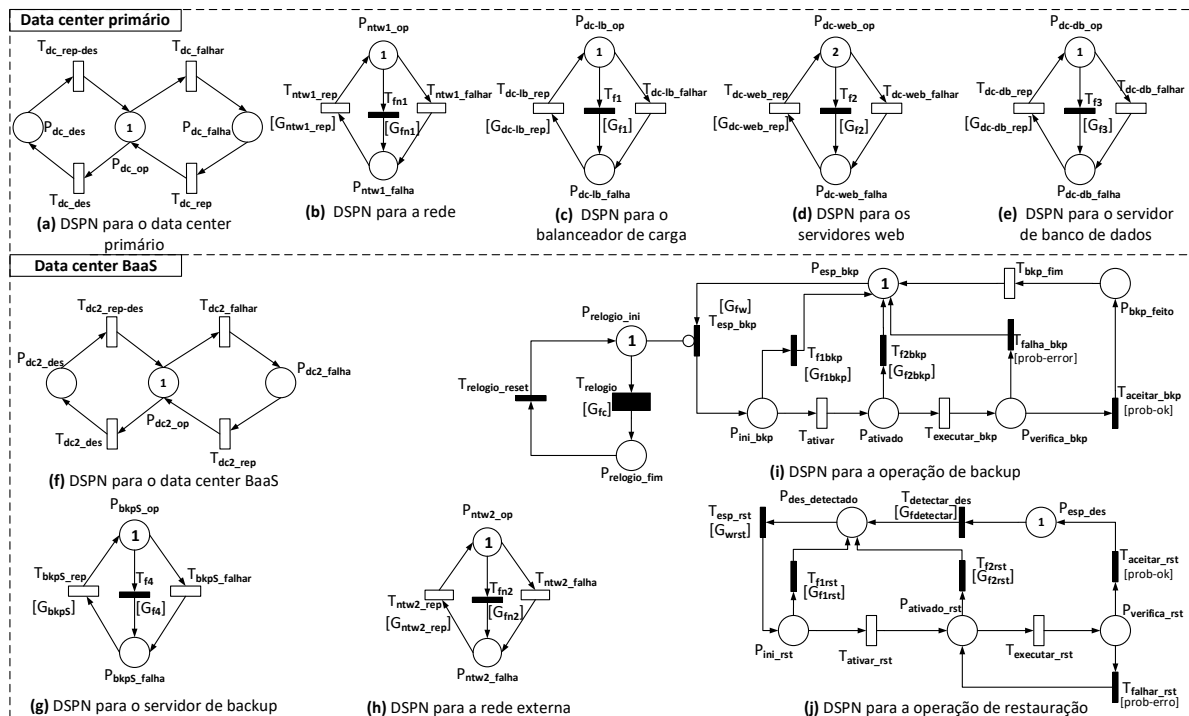 Data center primário
T_dc_rep-des
T_dc_falhar
P_dc_des
1
P_dc_falha
P_dc_op
T_dc_des
T_dc_rep
(a) DSPN para o data center
primário
P_ntw1_op
1
T_ntw1_rep
[G_ntw1_rep]
T_fn1
[G_fn1]
T_ntw1_falhar
P_ntw1_falha
(b) DSPN para a rede
P_dc-lb_op
1
T_dc-lb_rep
[G_dc-lb_rep]
T_f1
[G_f1]
T_dc-lb_falhar
P_dc-lb_falha
(c) DSPN para o
balanceador de carga
P_dc-web_op
2
T_dc-web_rep
[G_dc-web_rep]
T_f2
[G_f2]
T_dc-web_falhar
P_dc-web_falha
(d) DSPN para os
servidores web
P_dc-db_op
1
T_dc-db_rep
[G_dc-db_rep]
T_f3
[G_f3]
T_dc-db_falhar
P_dc-db_falha
(e) DSPN para o servidor
de banco de dados
Data center BaaS
T_dc2_rep-des
T_dc2_falhar
P_dc2_des
1
P_dc2_falha
P_dc2_op
T_dc2_des
T_dc2_rep
(f) DSPN para o data center BaaS
P_relogio_ini
1
T_relogio_reset
T_relogio
[G_fc]
P_relogio_fim
P_esp_bkp
1
T_bkp_fim
P_bkp_feito
[G_fw]
T_esp_bkp
T_f1bkp
[G_f1bkp]
T_f2bkp
[G_f2bkp]
T_falha_bkp
[prob-error]
T_aceitar_bkp
[prob-ok]
P_ini_bkp
T_ativar
P_ativado
T_executar_bkp
P_verifica_bkp
(i) DSPN para a operação de backup
P_bkpS_op
1
T_bkpS_rep
[G_bkpS]
T_f4
[G_f4]
T_bkpS_falhar
P_bkpS_falha
(g) DSPN para o servidor de backup
P_ntw2_op
1
T_ntw2_rep
[G_ntw2_rep]
T_fn2
[G_fn2]
T_ntw2_falha
P_ntw2_falha
(h) DSPN para a rede externa
P_des_detectado
T_detectar_des
[G_fdetectar]
P_esp_des
1
T_esp_rst
[G_wrst]
T_f1rst
[G_f1rst]
T_f2rst
[G_f2rst]
T_aceitar_rst
[prob-ok]
P_ativado_rst
P_verifica_rst
P_ini_rst
T_ativar_rst
T_executar_rst
T_falhar_rst
[prob-erro]
(j) DSPN para a operação de restauração